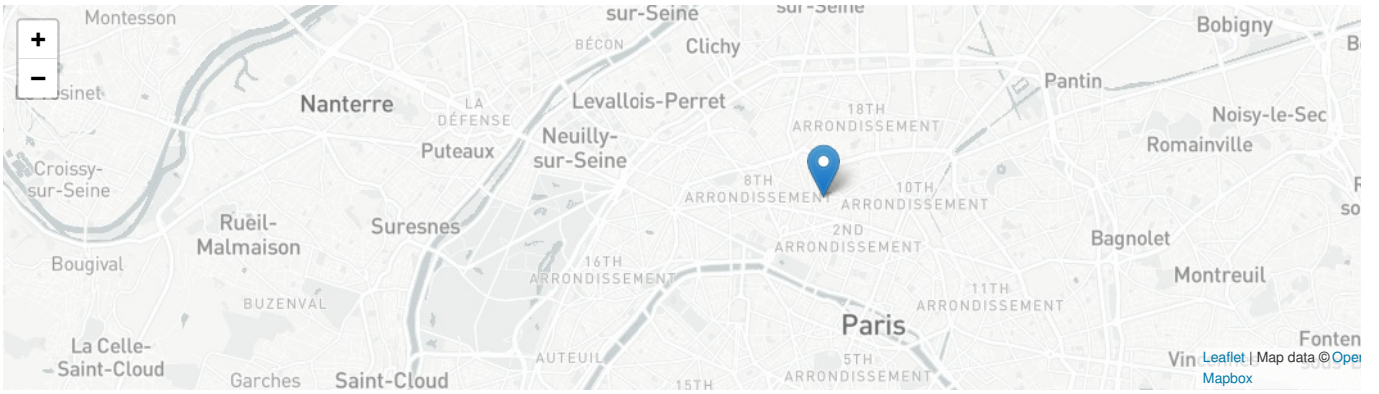 Montesson
sur-Seine
sur-Seine
Bobigny
+
BÉCON
Clichy
−
Pantin
Nanterre
LA
DÉFENSE
Levallois-Perret
18TH
ARRONDISSEMENT
Noisy-le-Sec
Neuilly-
sur-Seine
Puteaux
Romainville
Croissy-
sur-Seine
8TH
ARRONDISSEMENT
10TH
ARRONDISSEMENT
Rueil-
Malmaison
Suresnes
2ND
ARRONDISSEMENT
Bagnolet
Bougival
16TH
ARRONDISSEMENT
Montreuil
BUZENVAL
11TH
ARRONDISSEMENT
Paris
La Celle-
Saint-Cloud
AUTEUIL
5TH
ARRONDISSEMENT
Fonten
Leaflet | Map data © Oper
Mapbox
Garches
Saint-Cloud
15TH